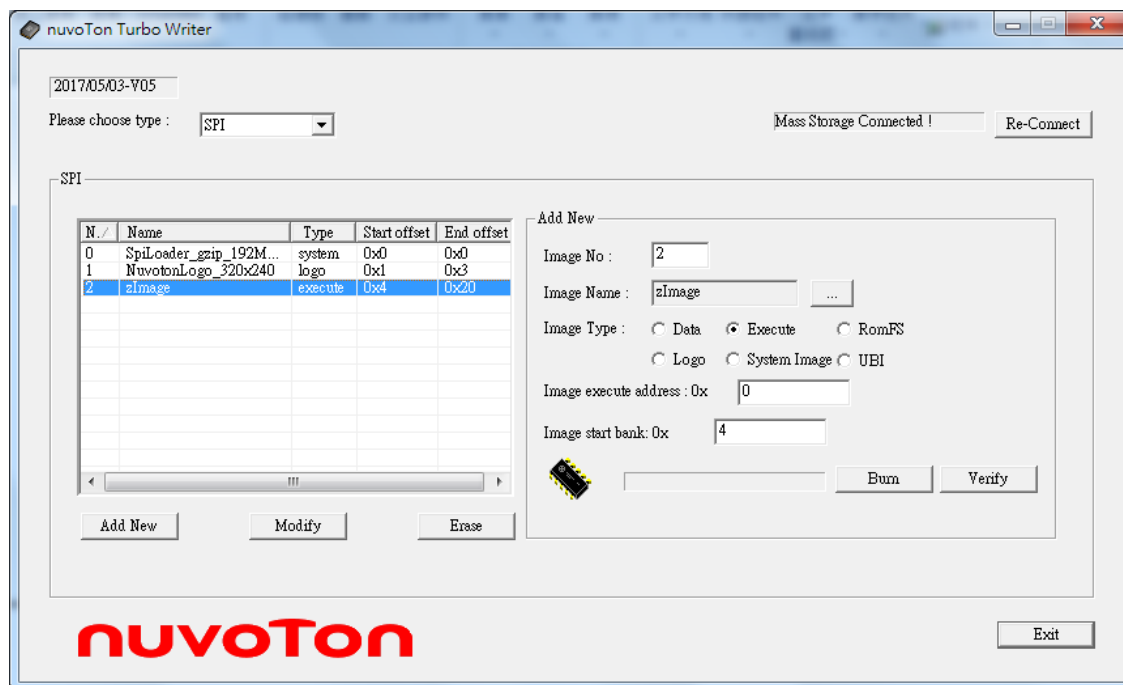 nuvoTon Turbo Writer
2017/05/03-V05
Please choose type :
SPI
Mass Storage Connected !
Re-Connect
SPI
N. Name Type Start offset End offset
0 SpiLoader_gzip_192M... system 0x0 0x0
1 NuvotonLogo_320x240 logo 0x1 0x3
2 zImage execute 0x4 0x20
Add New
Modify
Erase
Add New
Image No : 2
Image Name : zImage ...
Image Type : Data Execute RomFS
Logo System Image UBI
Image execute address : 0x 0
Image start bank: 0x 4
Burn
Verify
nuvoTon
Exit